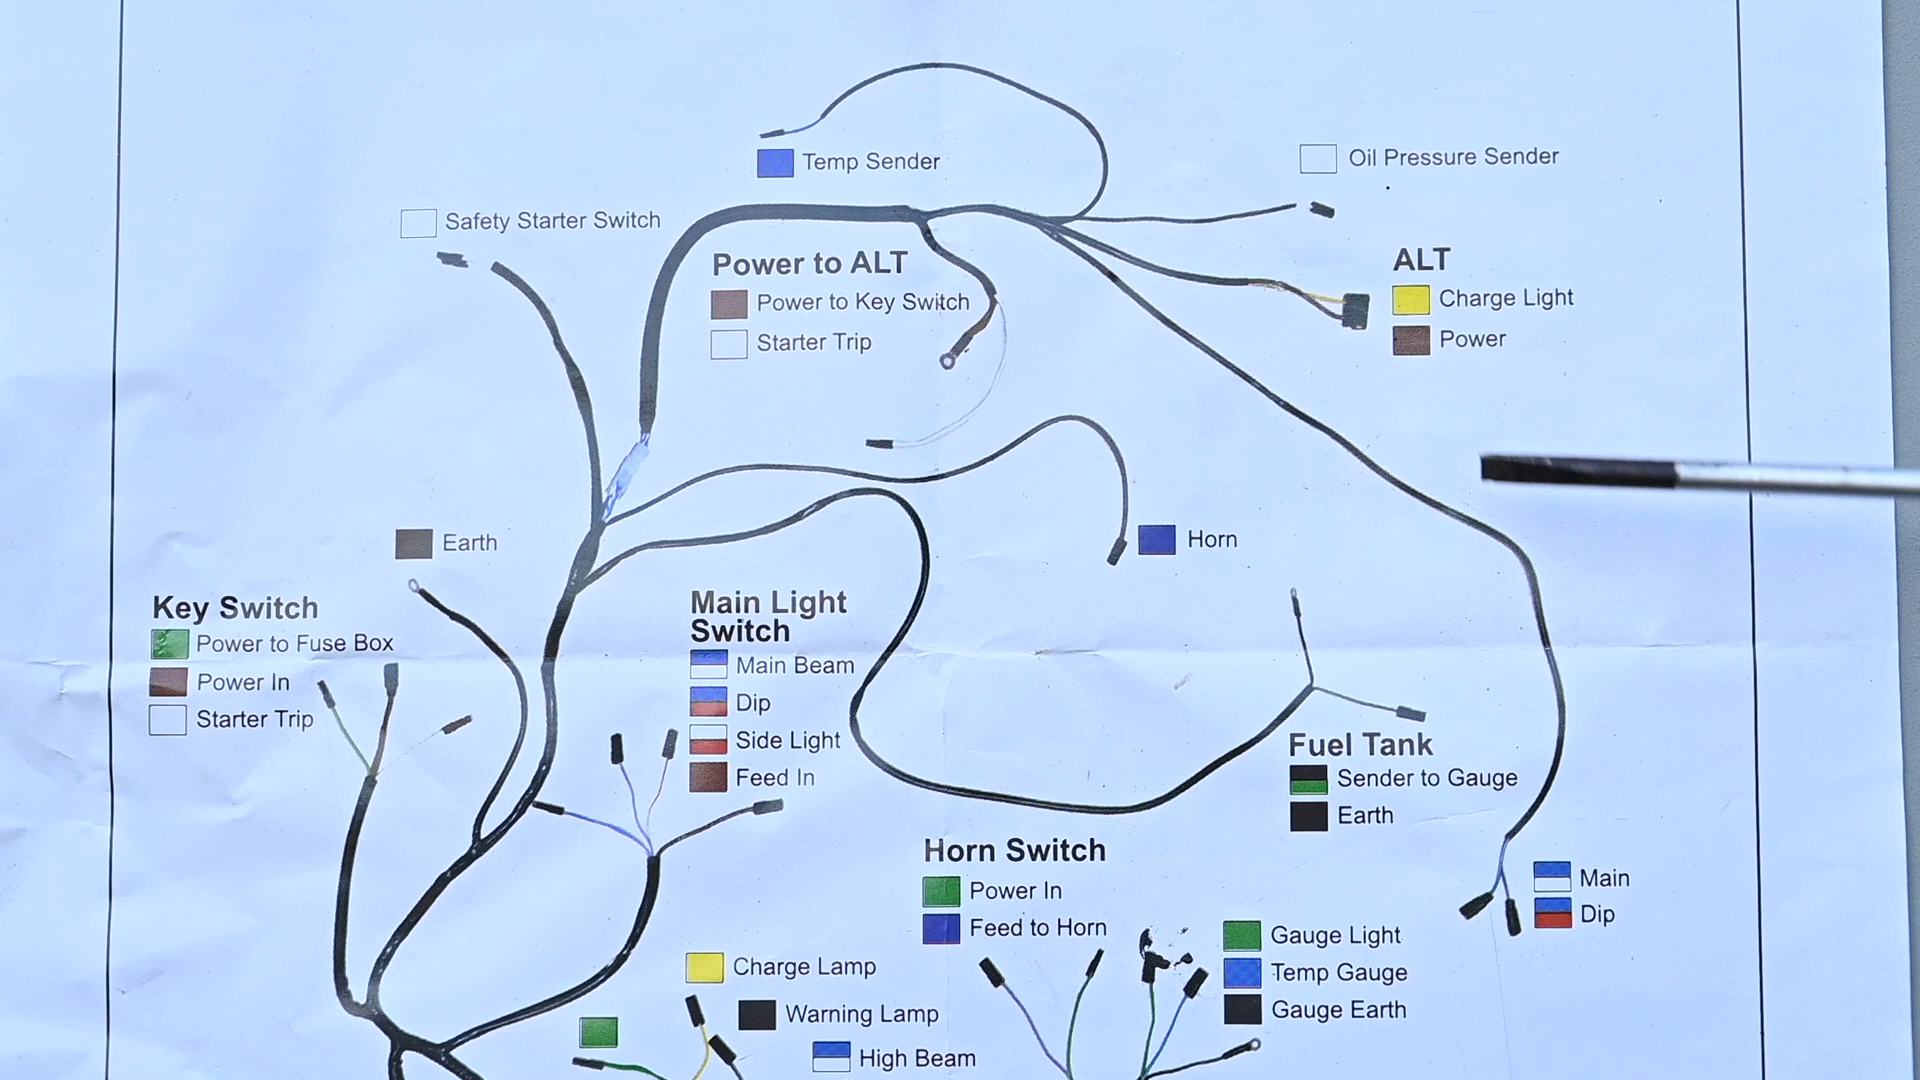 Temp Sender
Oil Pressure Sender
Safety Starter Switch
Power to ALT
Power to Key Switch
Starter Trip
ALT
Charge Light
Power
Earth
Horn
Key Switch
Power to Fuse Box
Power In
Starter Trip
Main Light
Switch
Main Beam
Dip
Side Light
Feed In
Fuel Tank
Sender to Gauge
Earth
Horn Switch
Power In
Feed to Horn
Main
Dip
Gauge Light
Temp Gauge
Gauge Earth
Charge Lamp
Warning Lamp
High Beam